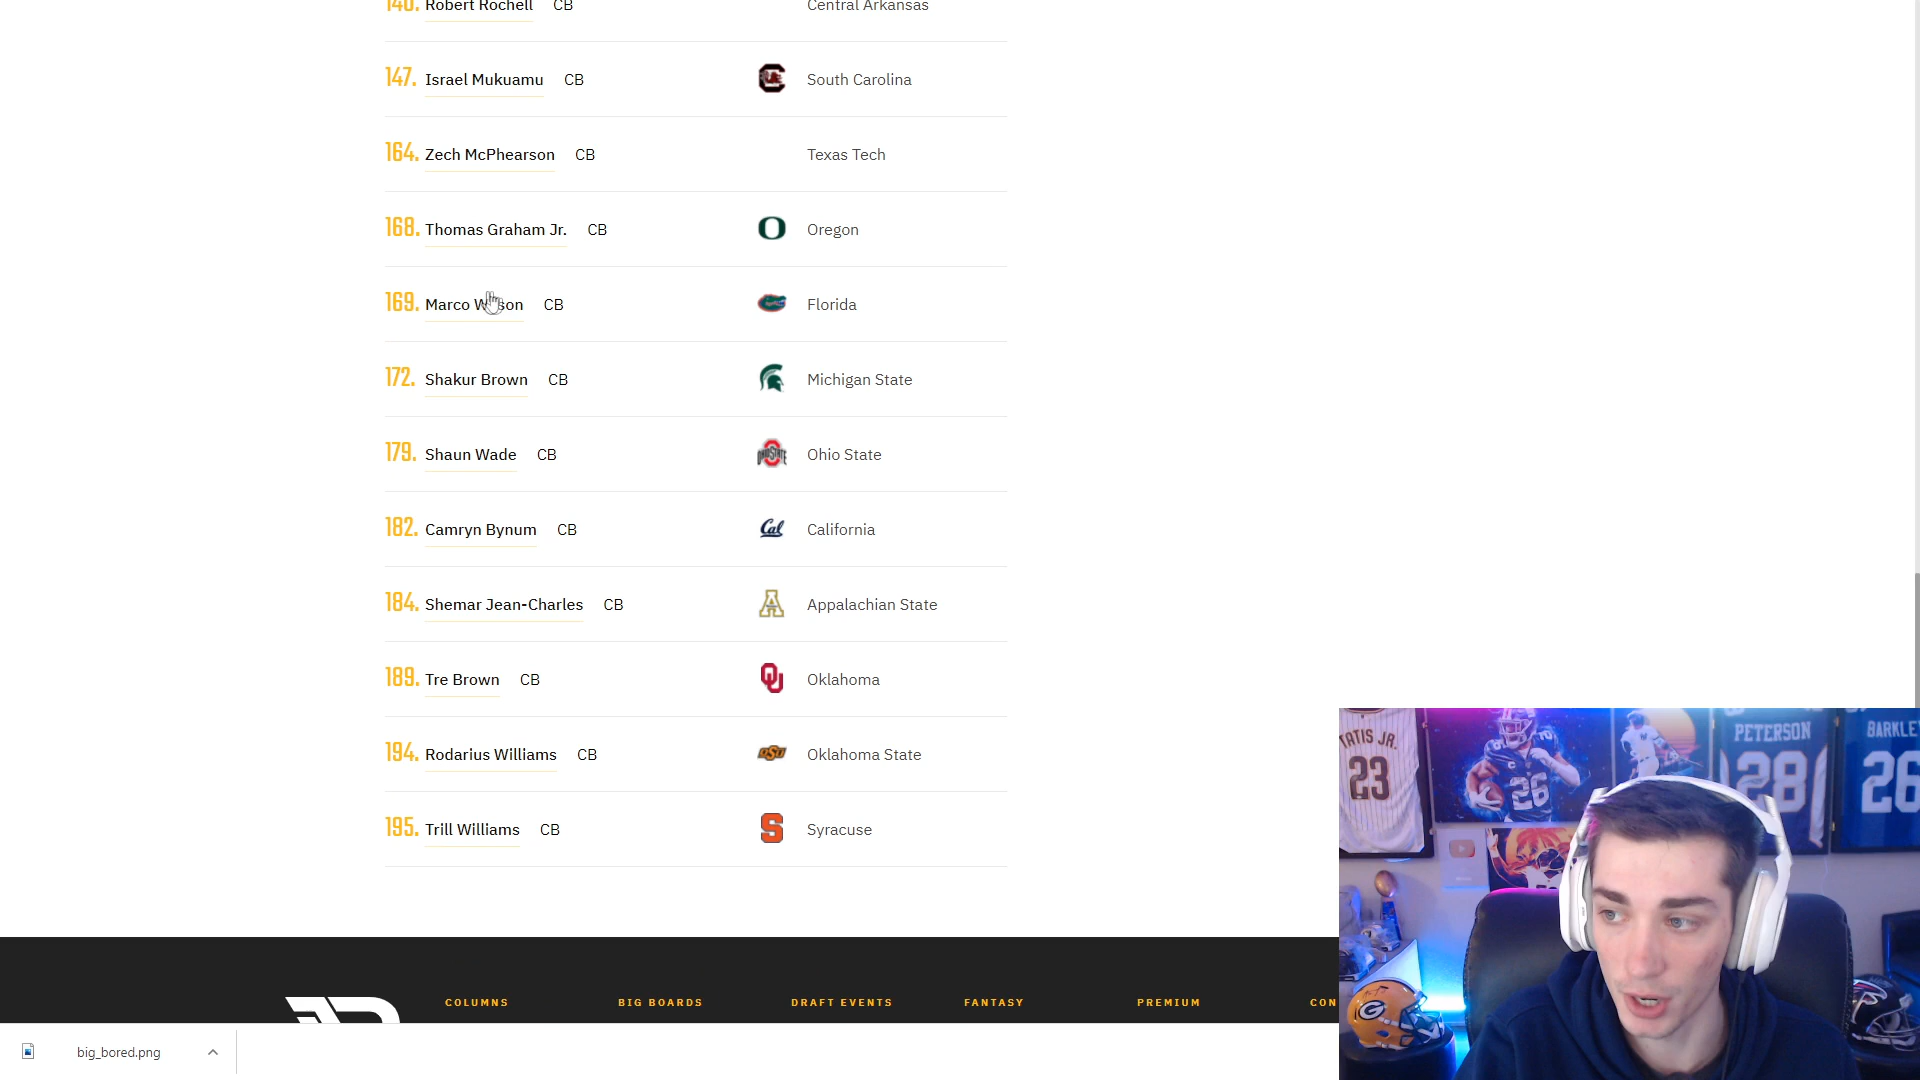 140. Robert Rochell CB Central Arkansas
147. Israel Mukuamu CB South Carolina
164. Zech McPhearson CB Texas Tech
168. Thomas Graham Jr. CB Oregon
169. Marco Wilson CB Florida
172. Shakur Brown CB Michigan State
179. Shaun Wade CB Ohio State
182. Camryn Bynum CB California
184. Shemar Jean-Charles CB Appalachian State
189. Tre Brown CB Oklahoma
194. Rodarius Williams CB Oklahoma State
195. Trill Williams CB Syracuse
COLUMNS BIG BOARDS DRAFT EVENTS FANTASY PREMIUM CON
big_bored.png
TATIS JR.
23
26
PETERSON
28
BARKLE
26